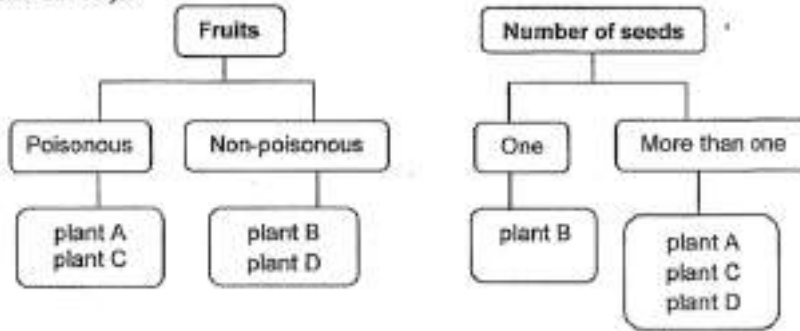 Fruits
Poisonous
Non-poisonous
plant A
plant C
plant B
plant D
Number of seeds
One
More than one
plant B
plant A
plant C
plant D